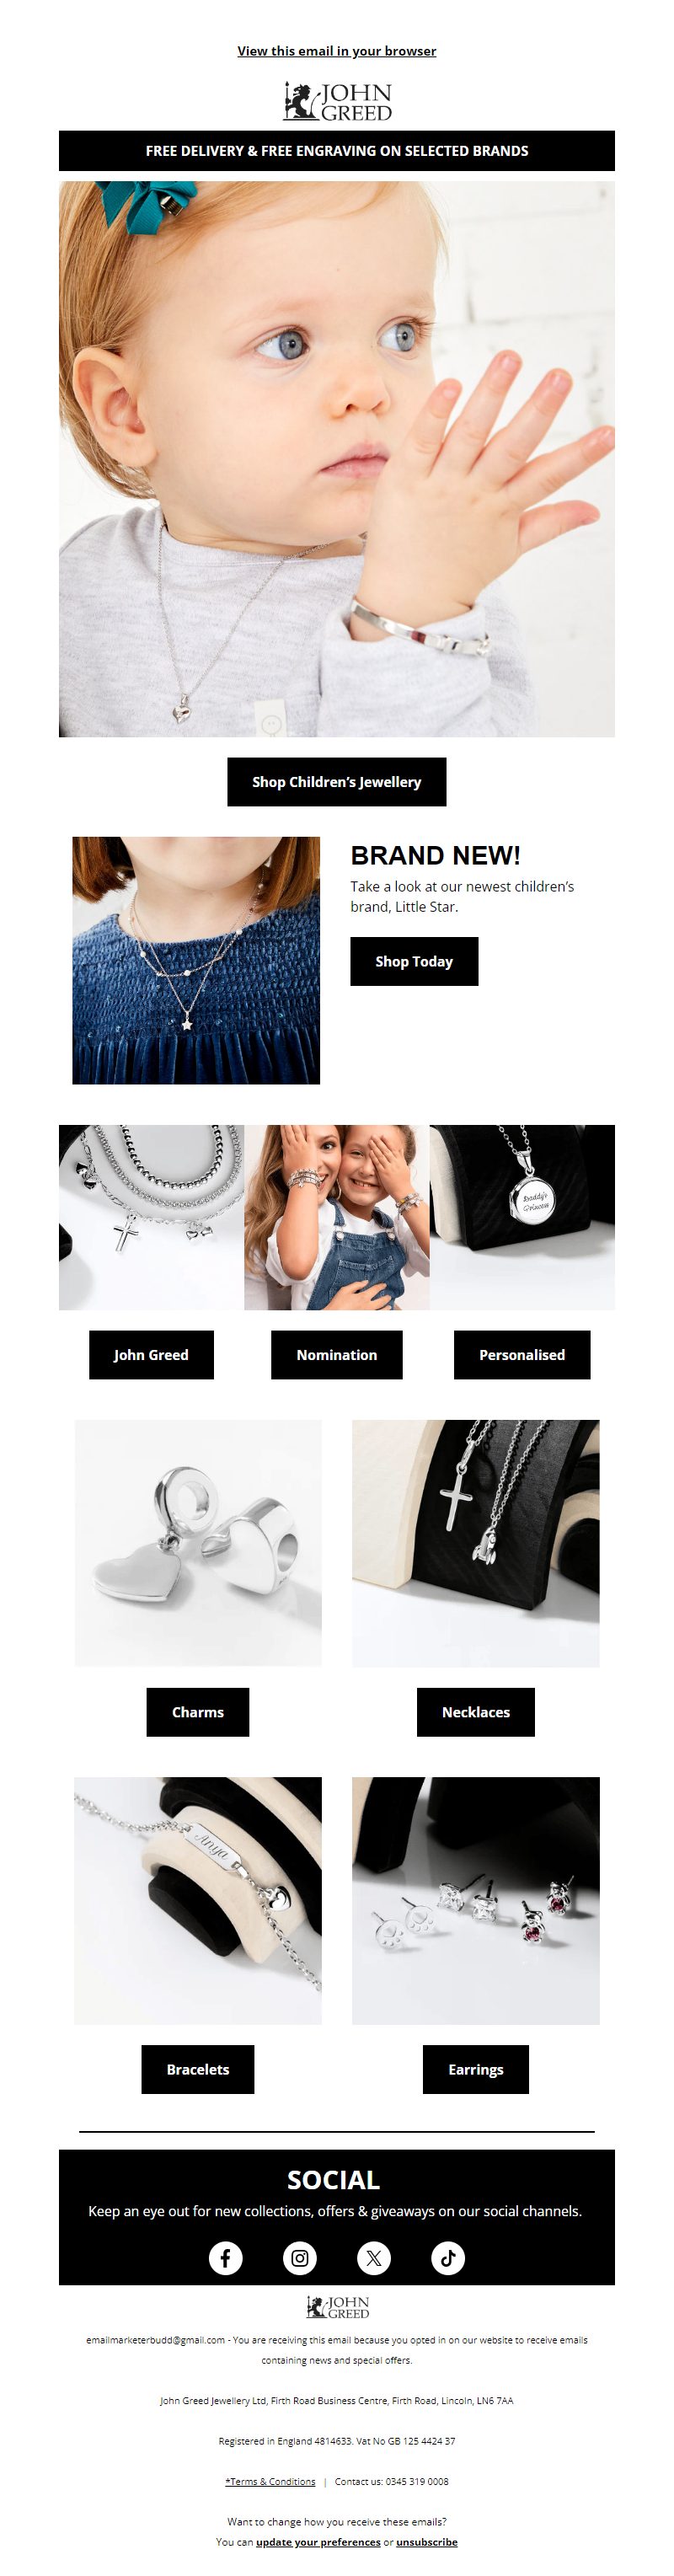 View this email in your browser
JOHN
GREED
FREE DELIVERY & FREE ENGRAVING ON SELECTED BRANDS
Shop Children’s Jewellery
BRAND NEW!
Take a look at our newest children’s
brand, Little Star.
Shop Today
Daddy's
Princess
John Greed
Nomination
Personalised
Charms
Necklaces
Anya
Bracelets
Earrings
SOCIAL
Keep an eye out for new collections, offers & giveaways on our social channels.
JOHN
GREED
emailmarketerbudd@gmail.com - You are receiving this email because you opted in on our website to receive emails
containing news and special offers.
John Greed Jewellery Ltd, Firth Road Business Centre, Firth Road, Lincoln, LN6 7AA
Registered in England 4814633. Vat No GB 125 4424 37
*Terms & Conditions | Contact us: 0345 319 0008
Want to change how you receive these emails?
You can update your preferences or unsubscribe